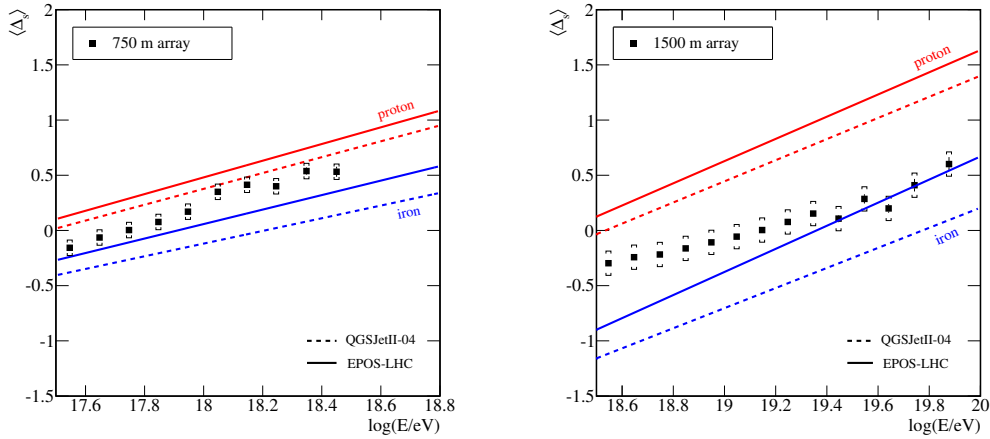 ⟨Δₛ⟩
2
1.5
1
0.5
0
-0.5
-1
-1.5
750 m array
proton
iron
QGSJetII-04
EPOS-LHC
17.6
17.8
18
18.2
18.4
18.6
18.8
log(E/eV)
⟨Δₛ⟩
2
1.5
1
0.5
0
-0.5
-1
-1.5
1500 m array
proton
iron
QGSJetII-04
EPOS-LHC
18.6
18.8
19
19.2
19.4
19.6
19.8
20
log(E/eV)